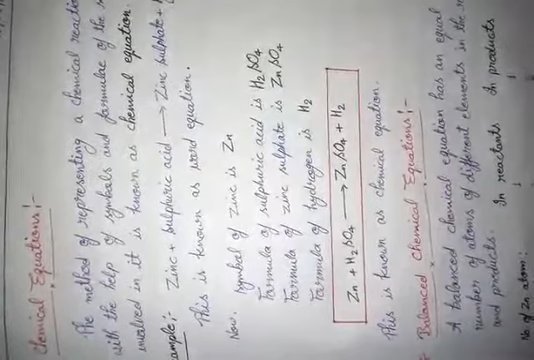 Chemical Equations:-
The method of representing a chemical reaction
with the help of symbols and formulae of the
involved in it is known as chemical equation.
ample:- Zinc + Sulphuric acid → Zinc Sulphate +
This is known as word equation.
Now, Symbol of Zinc is Zn
Formula of sulphuric acid is H2SO4
Formula of zinc sulphate is ZnSO4
Formula of hydrogen is H2
Zn + H2SO4 → ZnSO4 + H2
This is known as chemical equation.
Balanced Chemical Equations:-
A balanced chemical equation has an equal
number of atoms of different elements in the
and products. In reactants In products
No. of Zn atom: